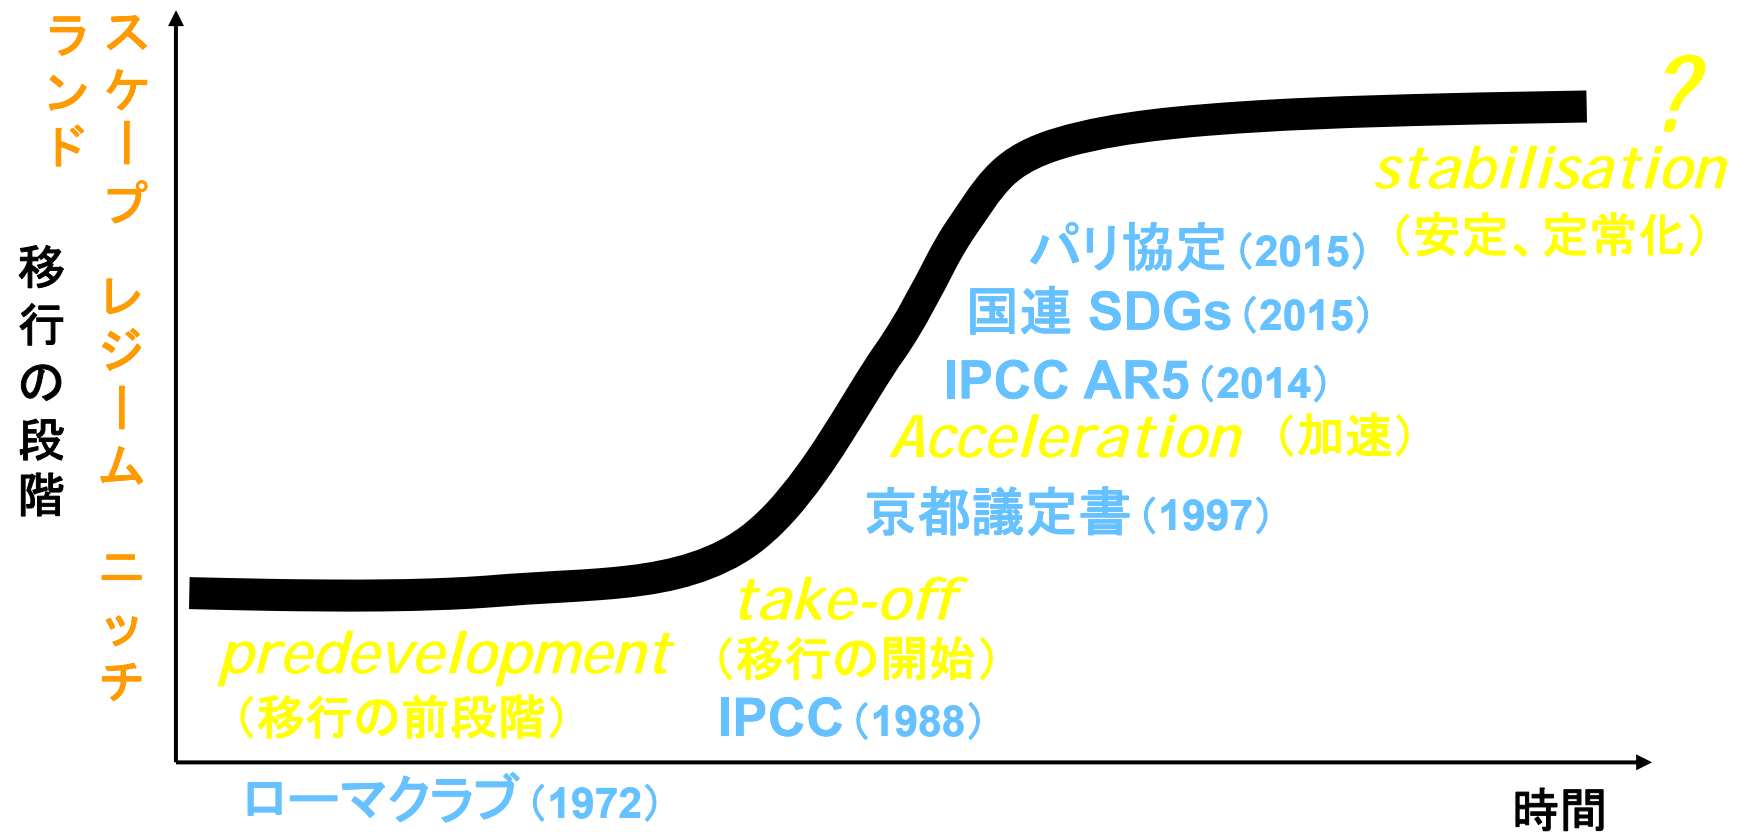 ランド
スケープ
レジーム
ニッチ
移行の段階
?
stabilisation
（安定、定常化）
パリ協定（2015）
国連 SDGs（2015）
IPCC AR5（2014）
Acceleration（加速）
京都議定書（1997）
take-off
（移行の開始）
IPCC（1988）
predevelopment
（移行の前段階）
ローマクラブ（1972）
時間